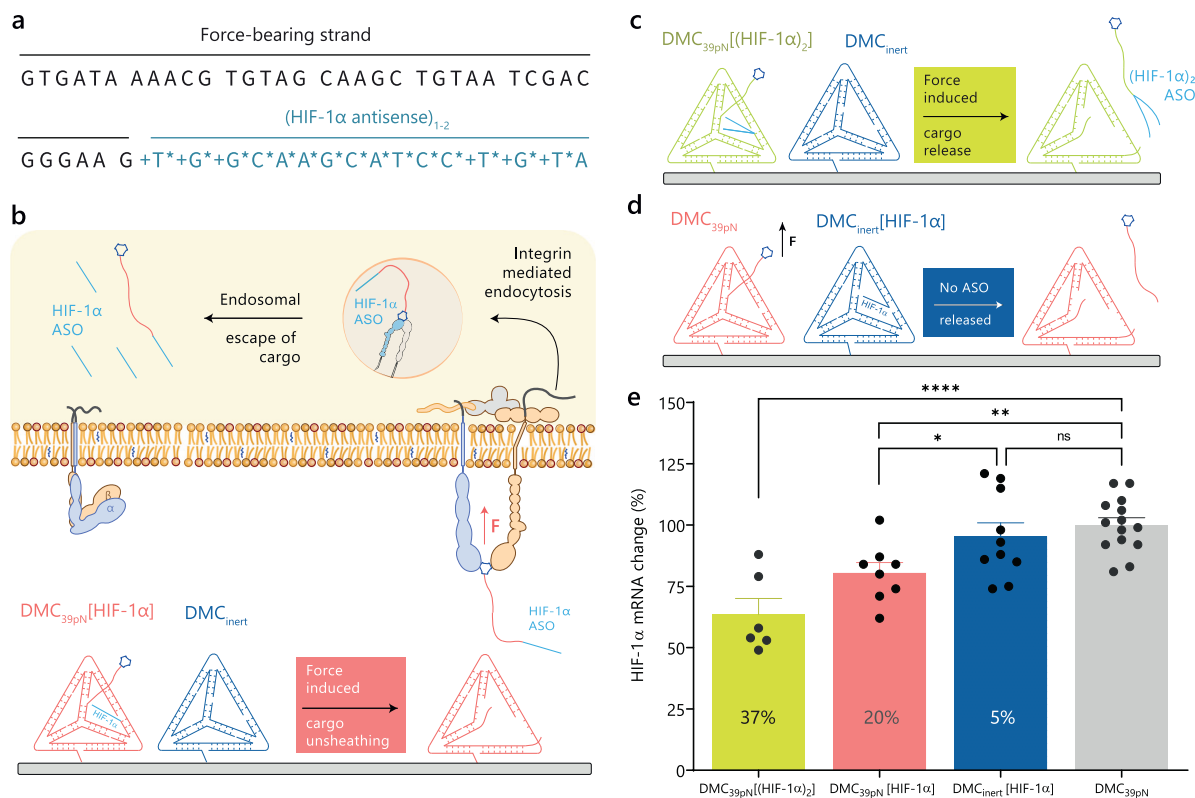 a
Force-bearing strand
GTGATA AAACG TGTAG CAAGC TGTAA TCGAC
(HIF-1α antisense)1-2
GGGAA G+T*+G*+G*C*A*A*G*C*A*T*C*C*+T*+G*+T*A
b
HIF-1α
ASO
Endosomal
escape of
cargo
HIF-1α
ASO
Integrin
mediated
endocytosis
β
α
F
HIF-1α
ASO
DMC39pN[HIF-1α]
DMCinert
HIF-1α
Force
induced
cargo
unsheathing
c
DMC39pN[(HIF-1α)2]
DMCinert
Force
induced
cargo
release
(HIF-1α)2
ASO
d
DMC39pN
F
DMCinert[HIF-1α]
HIF-1α
No ASO
released
e
HIF-1α mRNA change (%)
150
125
100
75
50
25
0
****
**
*
ns
37%
20%
5%
DMC39pN[(HIF-1α)2]
DMC39pN [HIF-1α]
DMCinert [HIF-1α]
DMC39pN